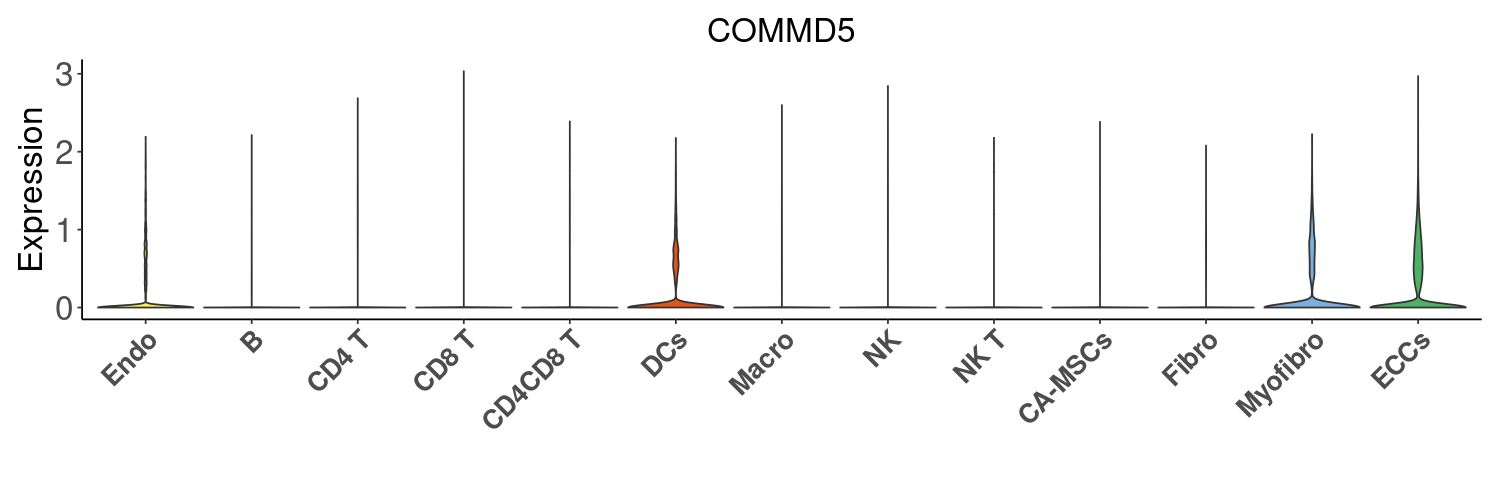 COMMD5
Expression
3
2
1
0
Endo
B
CD4 T
CD8 T
CD4CD8 T
DCs
Macro
NK
NK T
CA-MSCs
Fibro
Myofibro
ECCs